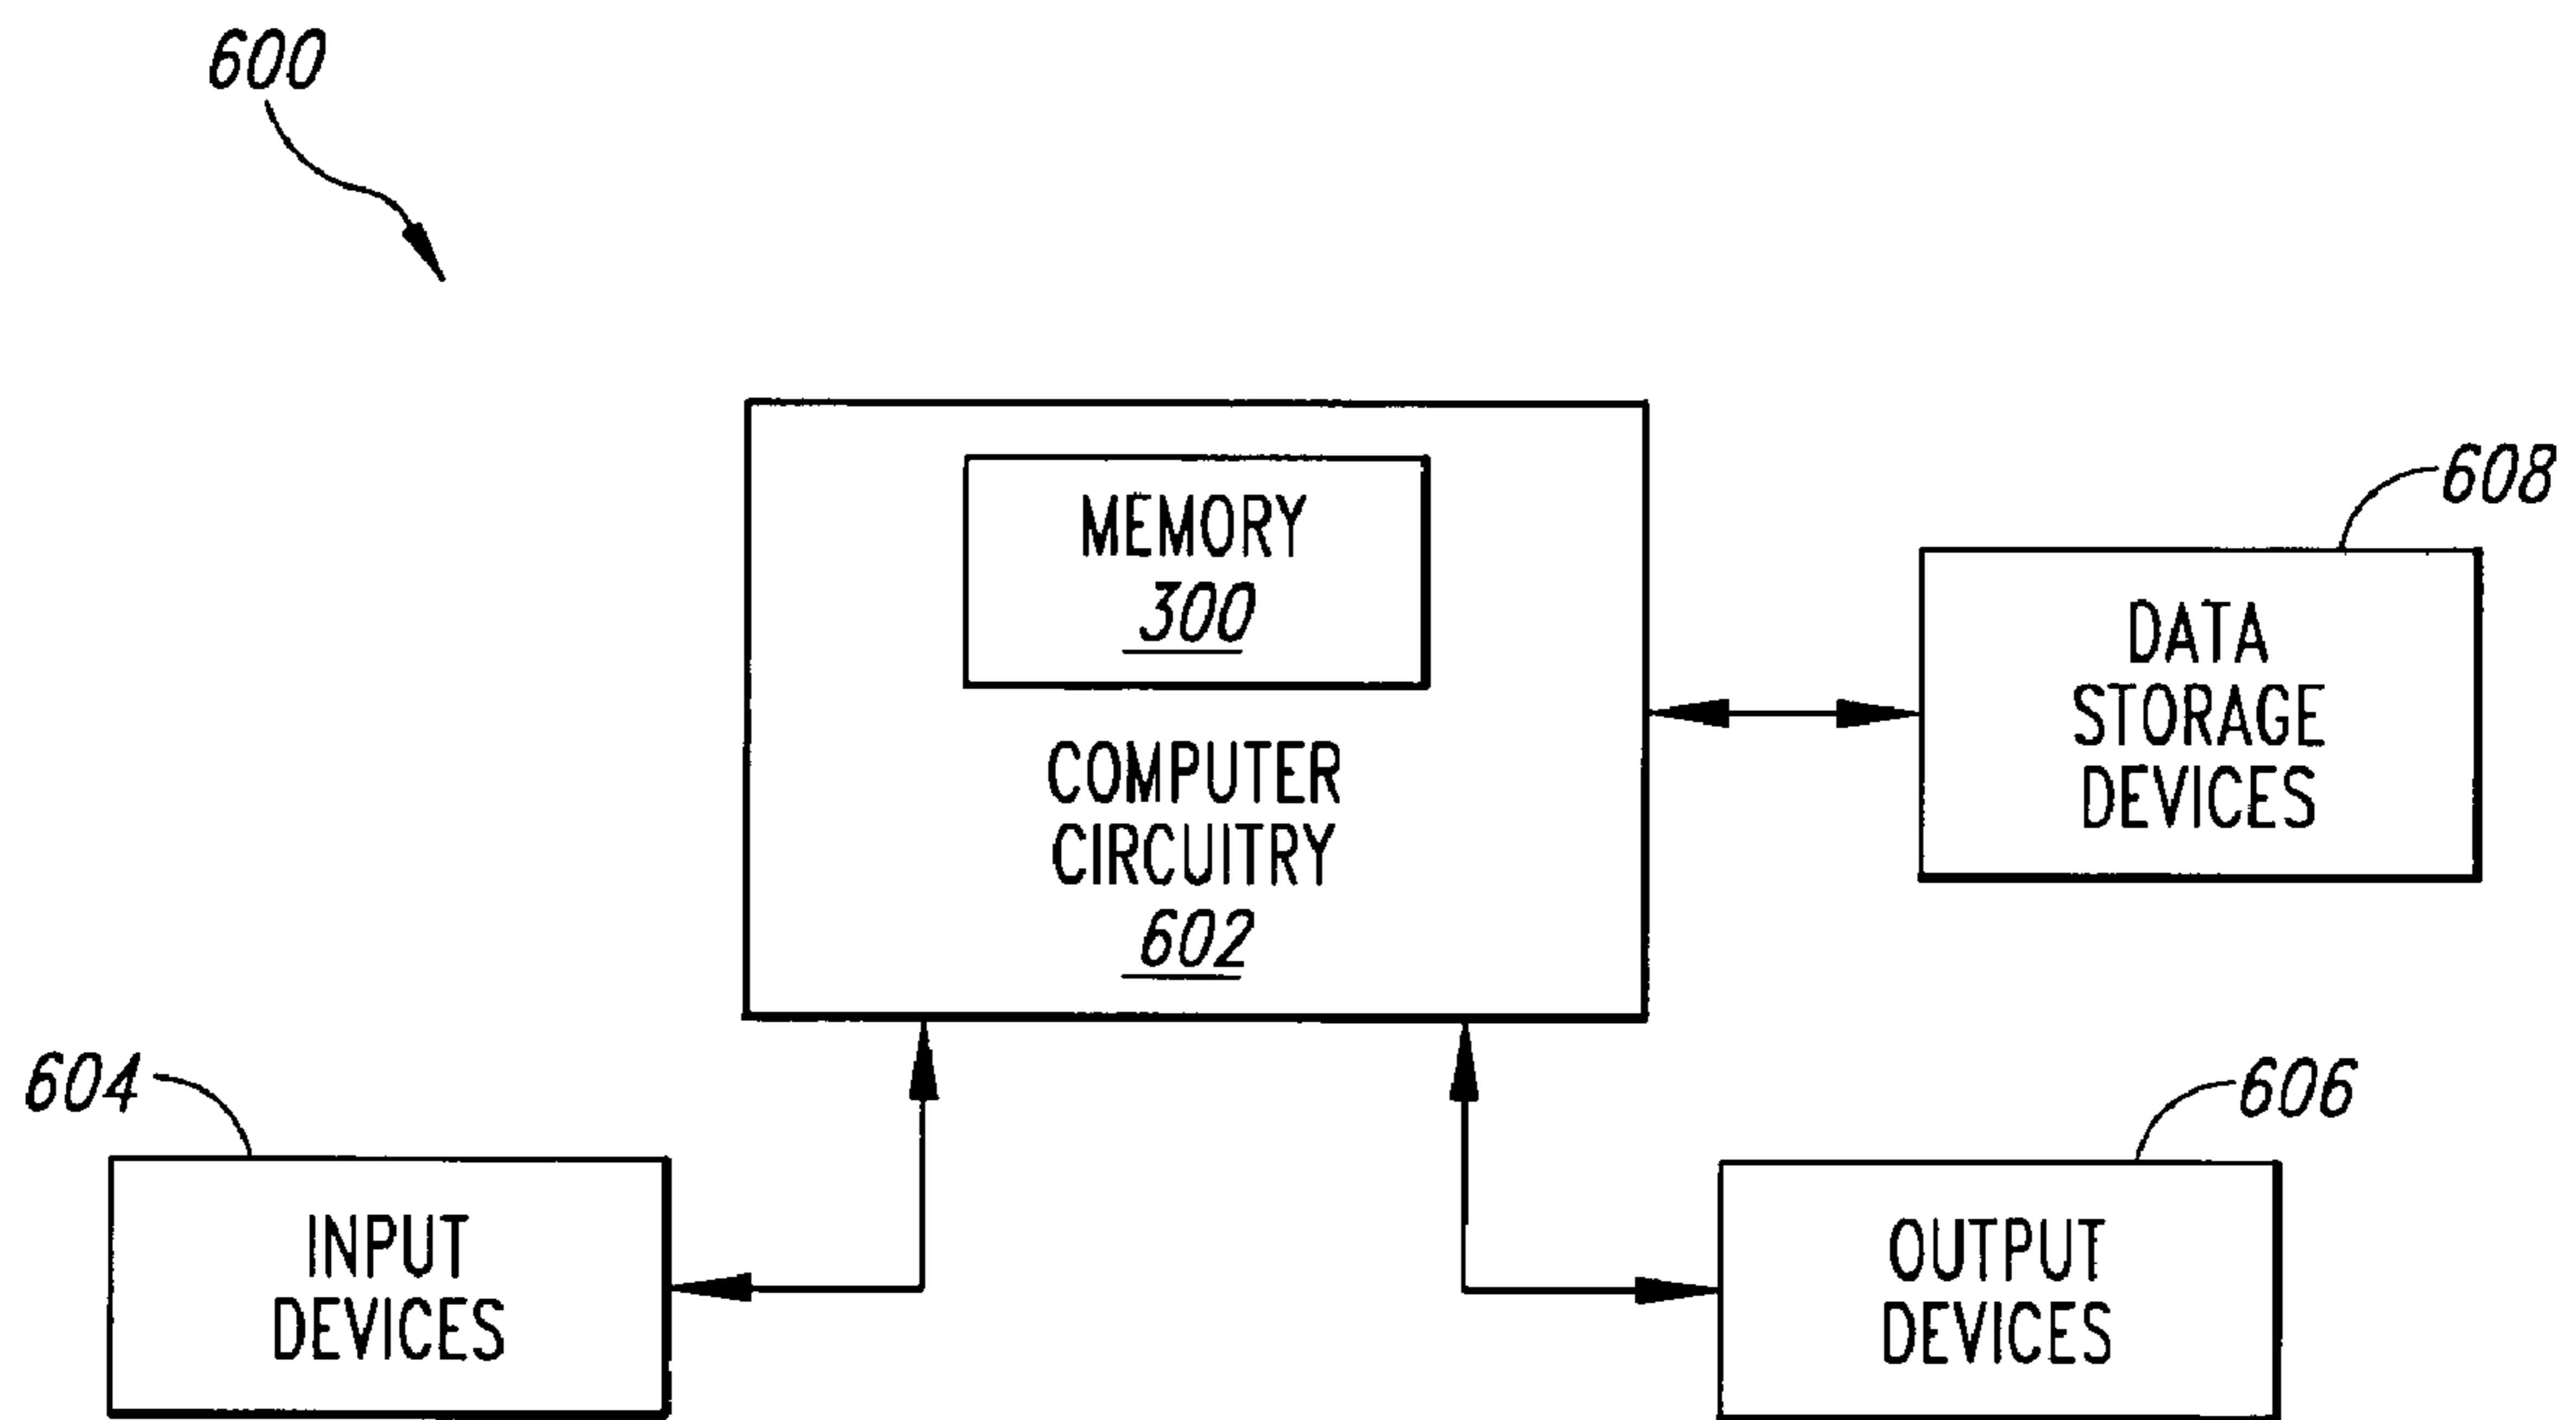 600
MEMORY
300
COMPUTER
CIRCUITRY
602
608
DATA
STORAGE
DEVICES
604
INPUT
DEVICES
606
OUTPUT
DEVICES